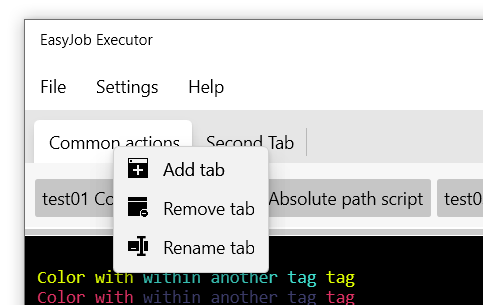 EasyJob Executor
File Settings Help
Common actions Second Tab
Add tab
test01 Co Absolute path script test0
Remove tab
Rename tab
Color with within another tag tag
Color with within another tag tag